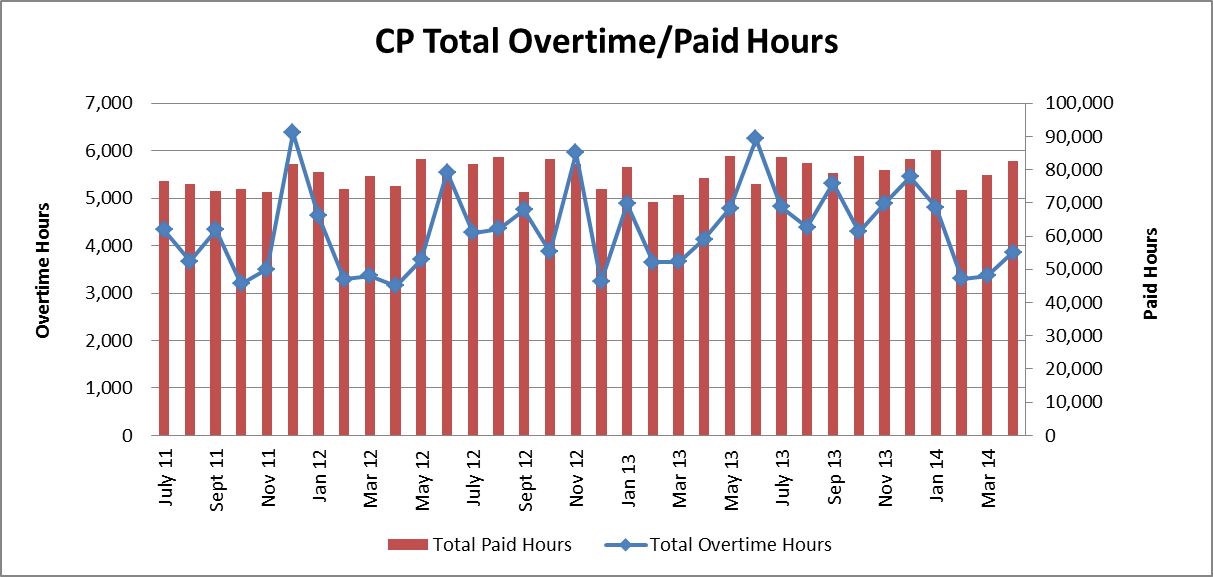 CP Total Overtime/Paid Hours
7,000
6,000
5,000
4,000
3,000
2,000
1,000
0
Overtime Hours
100,000
90,000
80,000
70,000
60,000
50,000
40,000
30,000
20,000
10,000
0
Paid Hours
July 11
Sept 11
Nov 11
Jan 12
Mar 12
May 12
July 12
Sept 12
Nov 12
Jan 13
Mar 13
May 13
July 13
Sep 13
Nov 13
Jan 14
Mar 14
Total Paid Hours
Total Overtime Hours